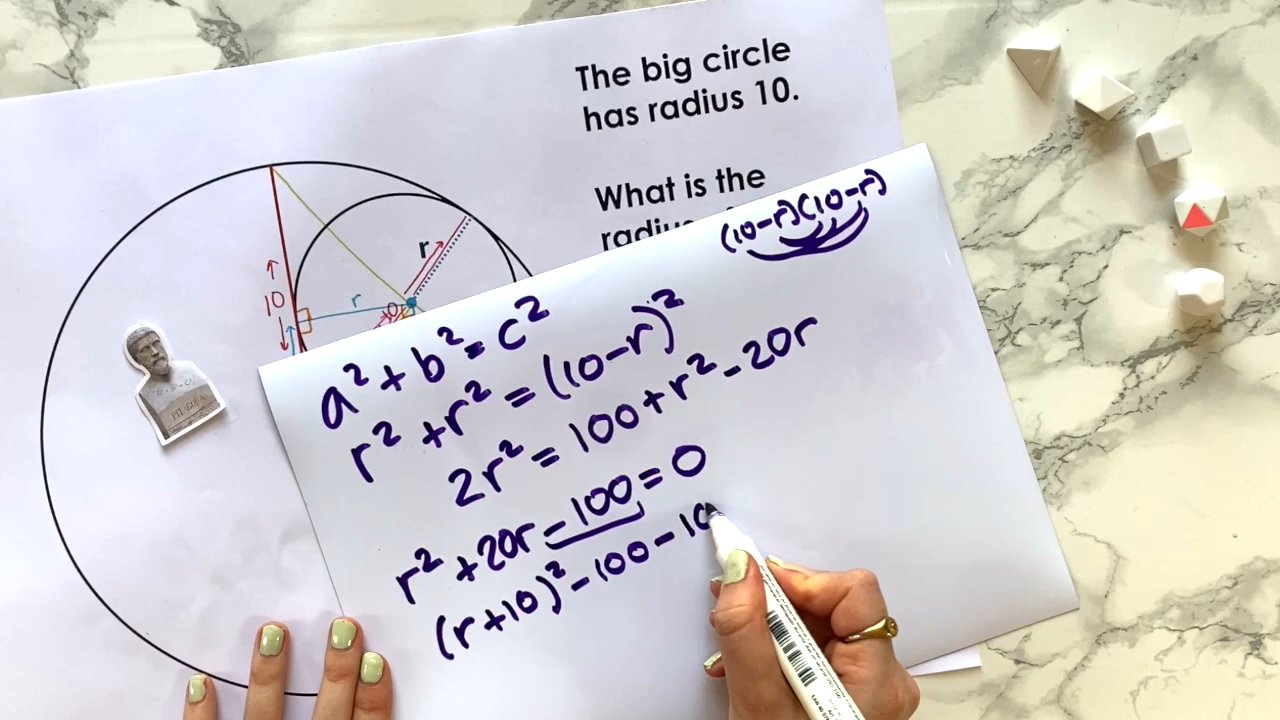 The big circle
has radius 10.
What is the
(10-r)(10-r)
r
10
r
a² + b² = c²
r² + r² = (10-r)²
2r² = 100 + r² - 20r
r² + 20r - 100 = 0
(r+10)² - 100 - 10